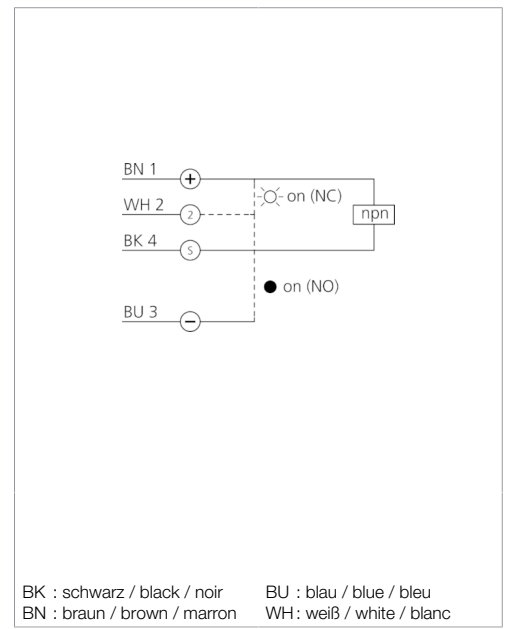 BN 1 +
on (NC)
WH 2 2 npn
BK 4 S
on (NO)
BU 3 −
BK : schwarz / black / noir BU : blau / blue / bleu
BN : braun / brown / marron WH : weiß / white / blanc